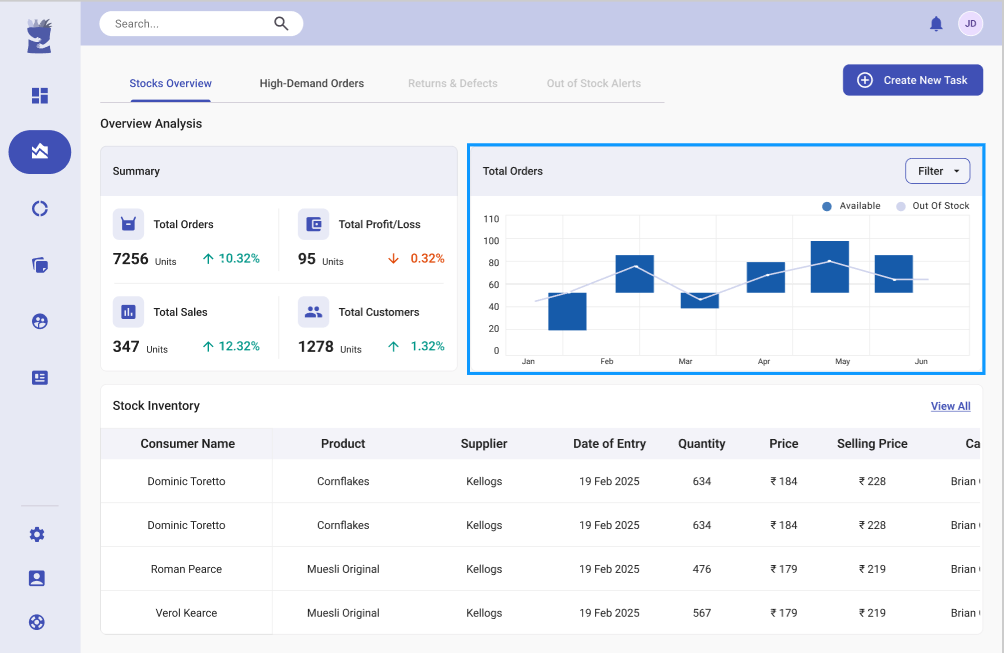 Search...
JD
Stocks Overview High-Demand Orders Returns & Defects Out of Stock Alerts
Create New Task
Overview Analysis
Summary
Total Orders
7256 Units 10.32%
Total Profit/Loss
95 Units 0.32%
Total Sales
347 Units 12.32%
Total Customers
1278 Units 1.32%
Total Orders
Filter
Available Out Of Stock
110
100
80
60
40
20
0
Jan Feb Mar Apr May Jun
Stock Inventory
View All
Consumer Name Product Supplier Date of Entry Quantity Price Selling Price Ca
Dominic Toretto Cornflakes Kellogs 19 Feb 2025 634 ₹ 184 ₹ 228 Brian
Dominic Toretto Cornflakes Kellogs 19 Feb 2025 634 ₹ 184 ₹ 228 Brian
Roman Pearce Muesli Original Kellogs 19 Feb 2025 476 ₹ 179 ₹ 219 Brian
Verol Kearce Muesli Original Kellogs 19 Feb 2025 567 ₹ 179 ₹ 219 Brian